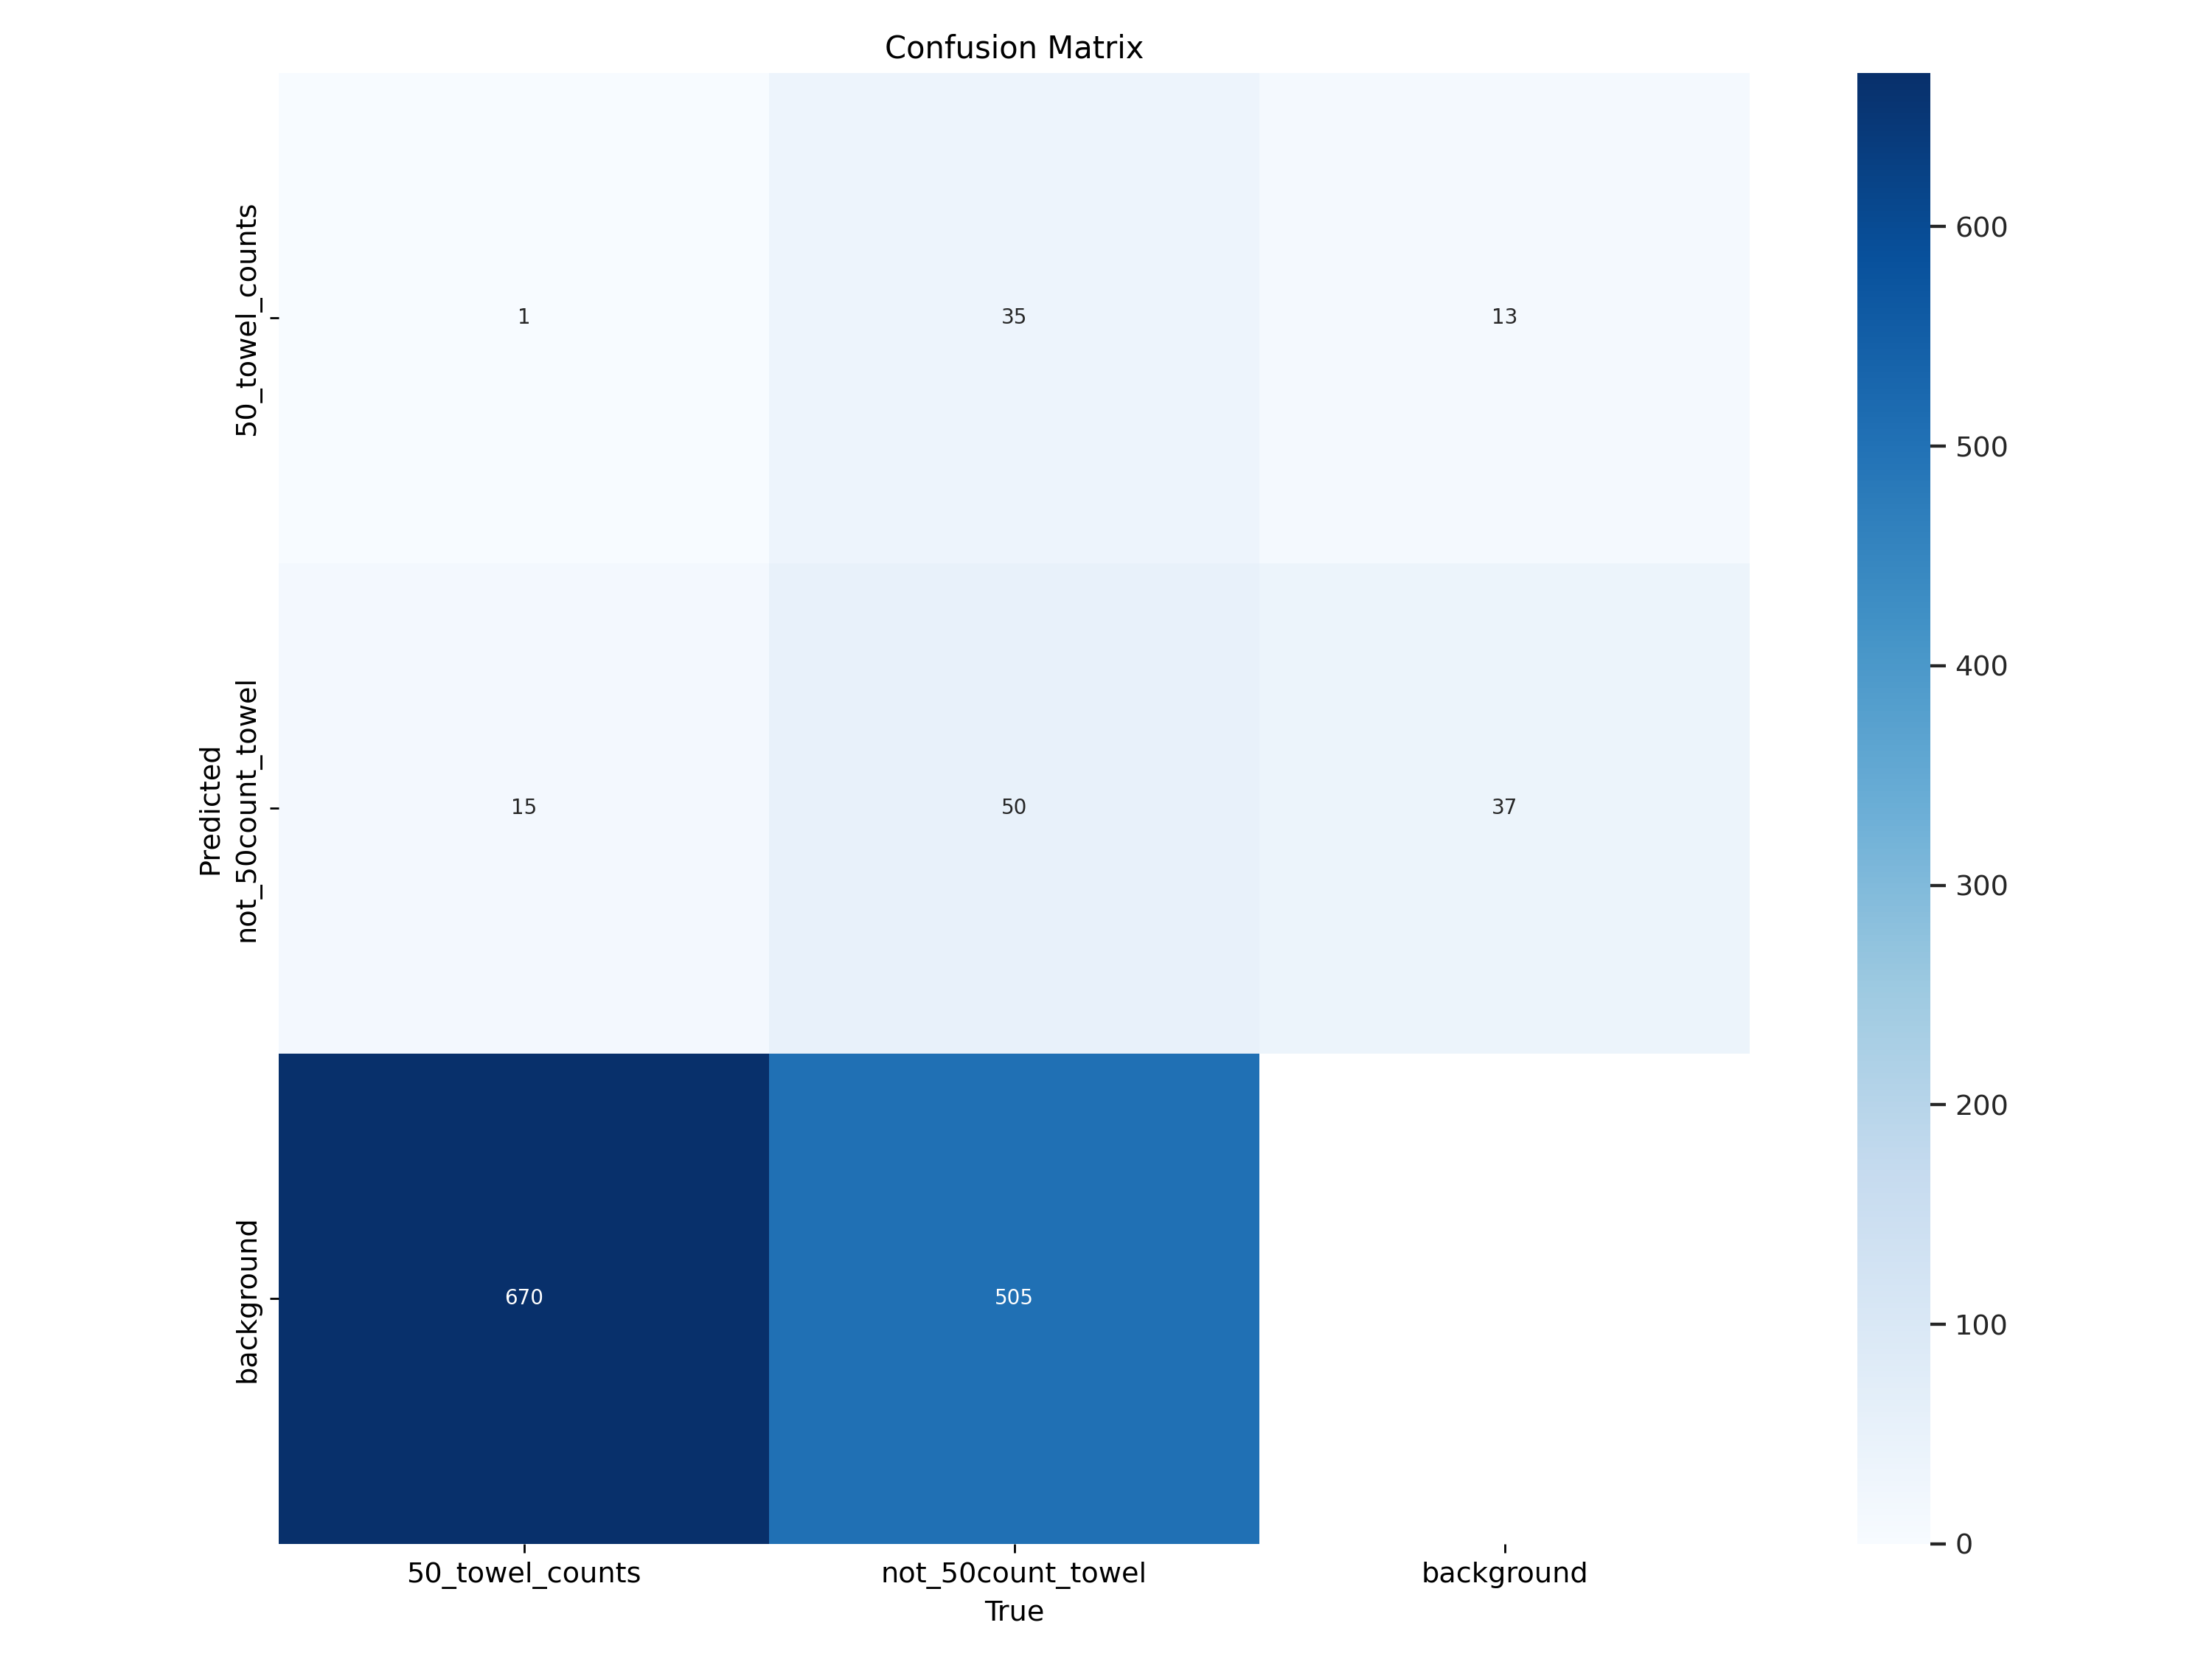 Confusion Matrix
50_towel_counts
1
35
13
600
500
Predicted
not_50count_towel
15
50
37
400
300
background
670
505
200
100
0
50_towel_counts
not_50count_towel
background
True